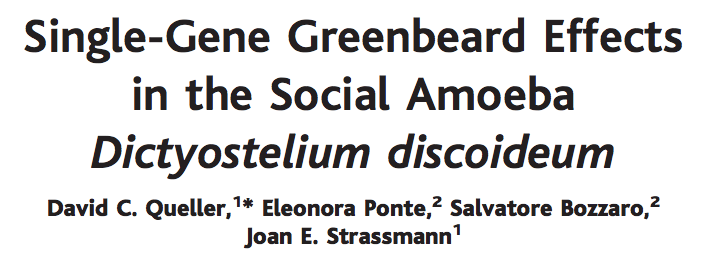 Single-Gene Greenbeard Effects
in the Social Amoeba
Dictyostelium discoideum
David C. Queller,1* Eleonora Ponte,2 Salvatore Bozzaro,2
Joan E. Strassmann1